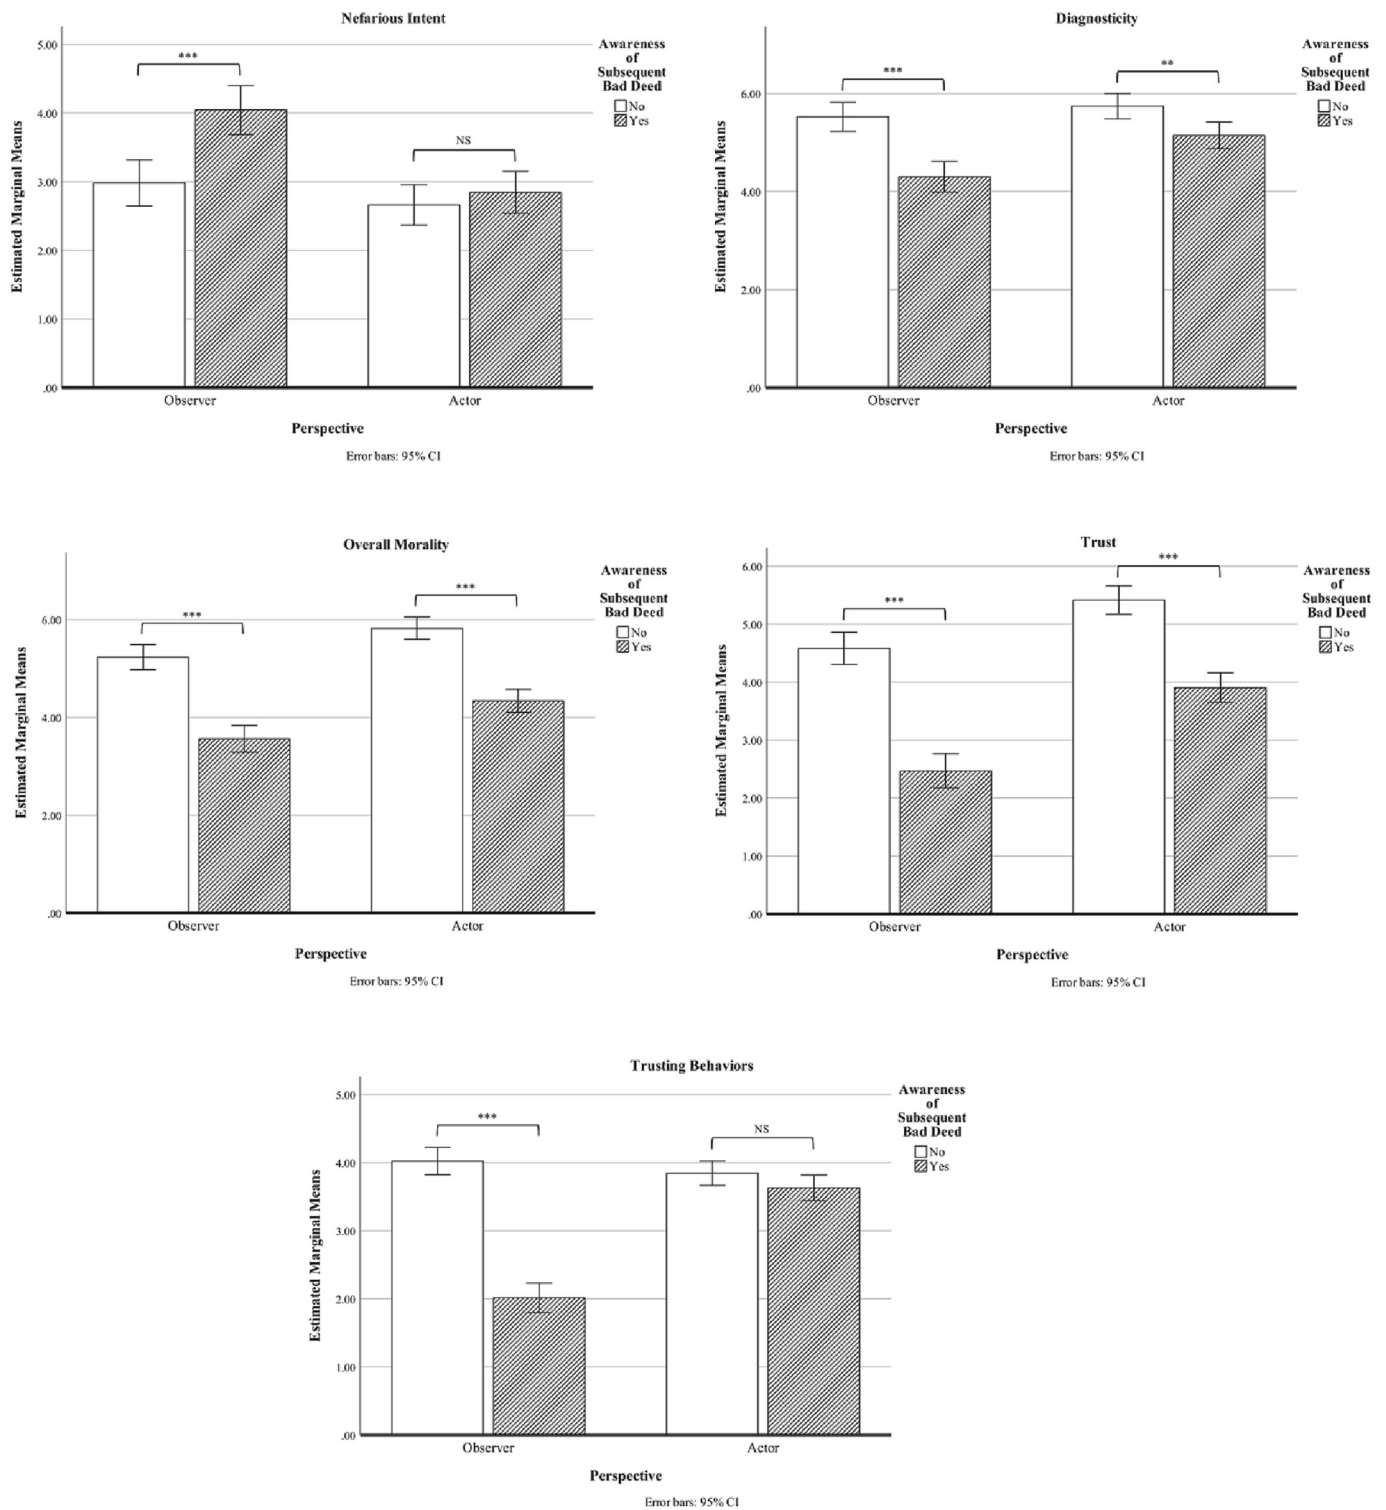 Nefarious Intent
Awareness
of
Subsequent
Bad Deed
No
Yes
5.00
4.00
3.00
2.00
1.00
.00
Estimated Marginal Means
***
NS
Observer
Actor
Perspective
Error bars: 95% CI
Diagnosticity
Awareness
of
Subsequent
Bad Deed
No
Yes
6.00
4.00
2.00
.00
Estimated Marginal Means
***
**
Observer
Actor
Perspective
Error bars: 95% CI
Overall Morality
Awareness
of
Subsequent
Bad Deed
No
Yes
6.00
4.00
2.00
.00
Estimated Marginal Means
***
***
Observer
Actor
Perspective
Error bars: 95% CI
Trust
Awareness
of
Subsequent
Bad Deed
No
Yes
6.00
5.00
4.00
3.00
2.00
1.00
.00
Estimated Marginal Means
***
***
Observer
Actor
Perspective
Error bars: 95% CI
Trusting Behaviors
Awareness
of
Subsequent
Bad Deed
No
Yes
5.00
4.00
3.00
2.00
1.00
.00
Estimated Marginal Means
***
NS
Observer
Actor
Perspective
Error bars: 95% CI